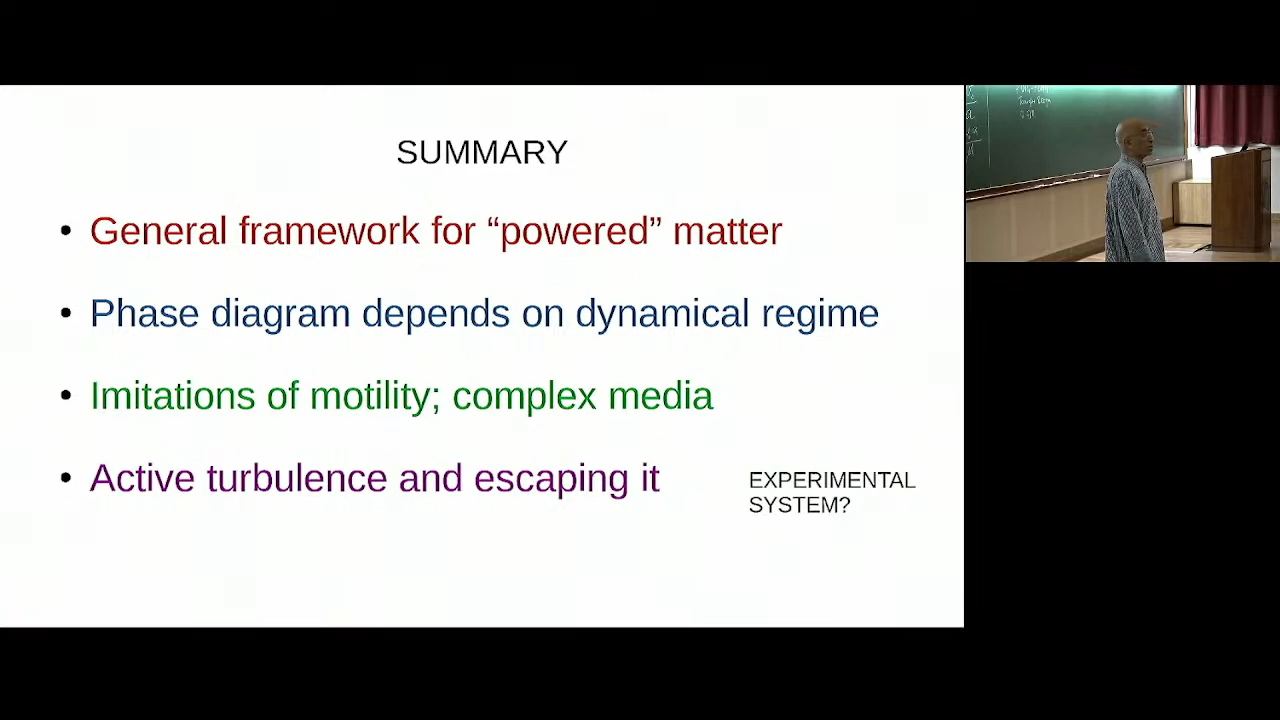 SUMMARY
• General framework for “powered” matter
• Phase diagram depends on dynamical regime
• Imitations of motility; complex media
• Active turbulence and escaping it
EXPERIMENTAL
SYSTEM?